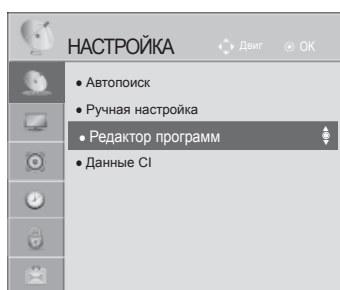 НАСТРОЙКА Двиг OK
• Автопоиск
• Ручная настройка
• Редактор программ
• Данные CI